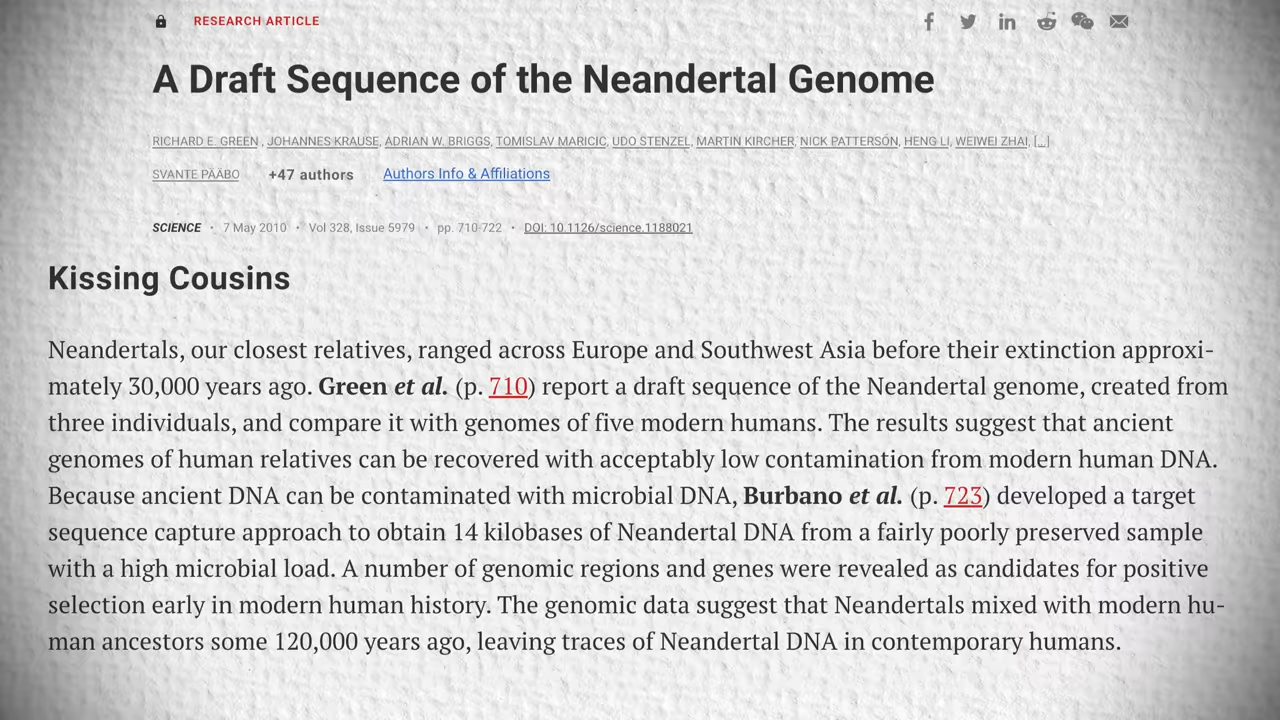 RESEARCH ARTICLE
A Draft Sequence of the Neandertal Genome
RICHARD E. GREEN , JOHANNES KRAUSE, ADRIAN W. BRIGGS, TOMISLAV MARICIC, UDO STENZEL, MARTIN KIRCHER, NICK PATTERSON, HENG LI, WEIWEI ZHAI, [...]
SVANTE PÄÄBO +47 authors Authors Info & Affiliations
SCIENCE • 7 May 2010 • Vol 328, Issue 5979 • pp. 710-722 • DOI: 10.1126/science.1188021
Kissing Cousins
Neandertals, our closest relatives, ranged across Europe and Southwest Asia before their extinction approxi-
mately 30,000 years ago. Green et al. (p. 710) report a draft sequence of the Neandertal genome, created from
three individuals, and compare it with genomes of five modern humans. The results suggest that ancient
genomes of human relatives can be recovered with acceptably low contamination from modern human DNA.
Because ancient DNA can be contaminated with microbial DNA, Burbano et al. (p. 723) developed a target
sequence capture approach to obtain 14 kilobases of Neandertal DNA from a fairly poorly preserved sample
with a high microbial load. A number of genomic regions and genes were revealed as candidates for positive
selection early in modern human history. The genomic data suggest that Neandertals mixed with modern hu-
man ancestors some 120,000 years ago, leaving traces of Neandertal DNA in contemporary humans.